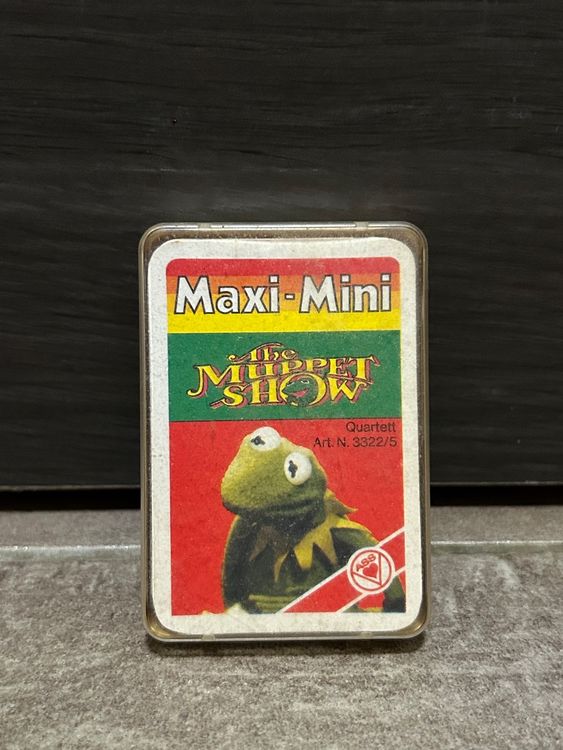 Maxi-Mini
The
MUPPET
SHOW
Quartett
Art. N. 3322/5
ASS